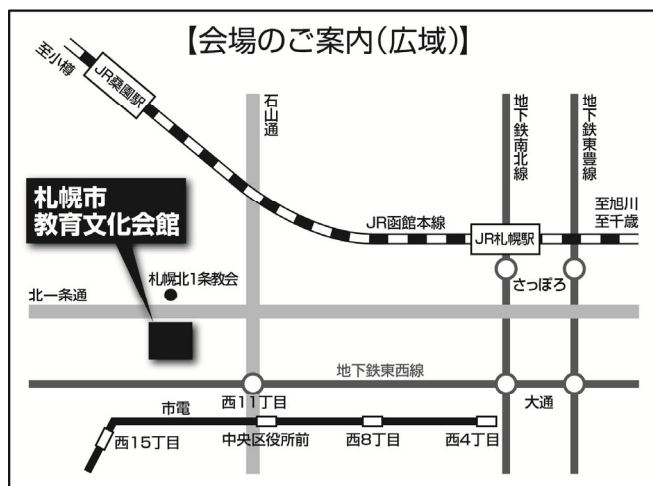 【会場のご案内（広域）】
至小樽
JR桑園駅
石山通
地下鉄南北線
地下鉄東豊線
札幌市
教育文化会館
JR函館本線
JR札幌駅
至旭川
至千歳
札幌北1条教会
さっぽろ
北一条通
地下鉄東西線
西11丁目
大通
市電
西15丁目
中央区役所前
西8丁目
西4丁目